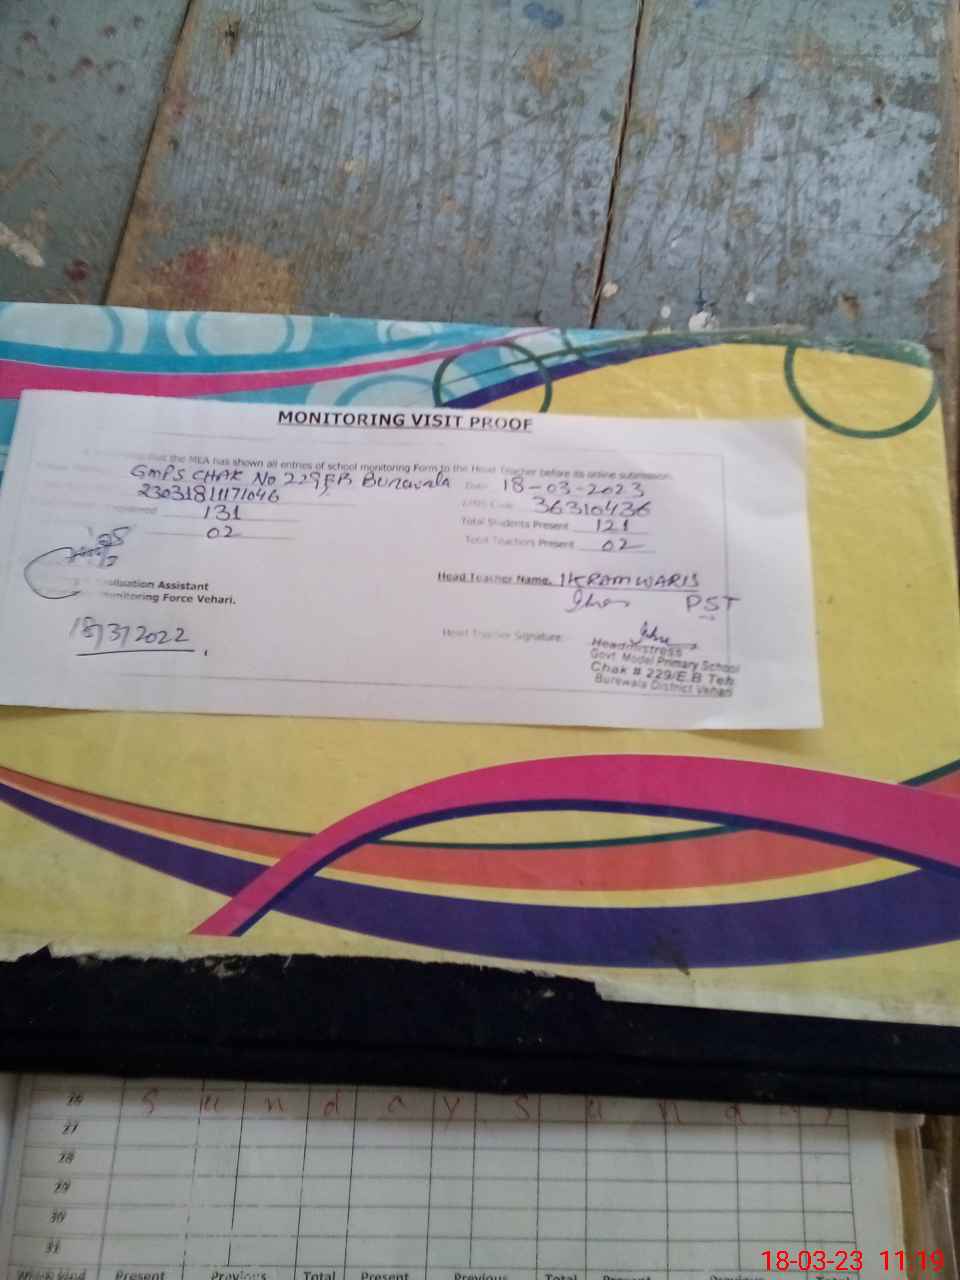 MONITORING VISIT PROOF
that the MEA has shown all entries of school monitoring Form to the Head Teacher before its online submission.
GMPS CHAK No 229/EB Burewala Date 18-03-2023
23031811171046 36310436
131 Total Students Present 121
02 Total Teachers Present 02
Head Teacher Name. IKRAM WARIS
PST
Evaluation Assistant
Monitoring Force Vehari.
18/3/2022
Head Teacher Signature:
Headmistress
Govt. Model Primary School
Chak # 229/E.B Teh:
Burewala District Vehari
26 S u n d a y S u n d a y
27
28
29
30
31
Present Previous Total Present Previous Total Present Previous
18-03-23 11:19